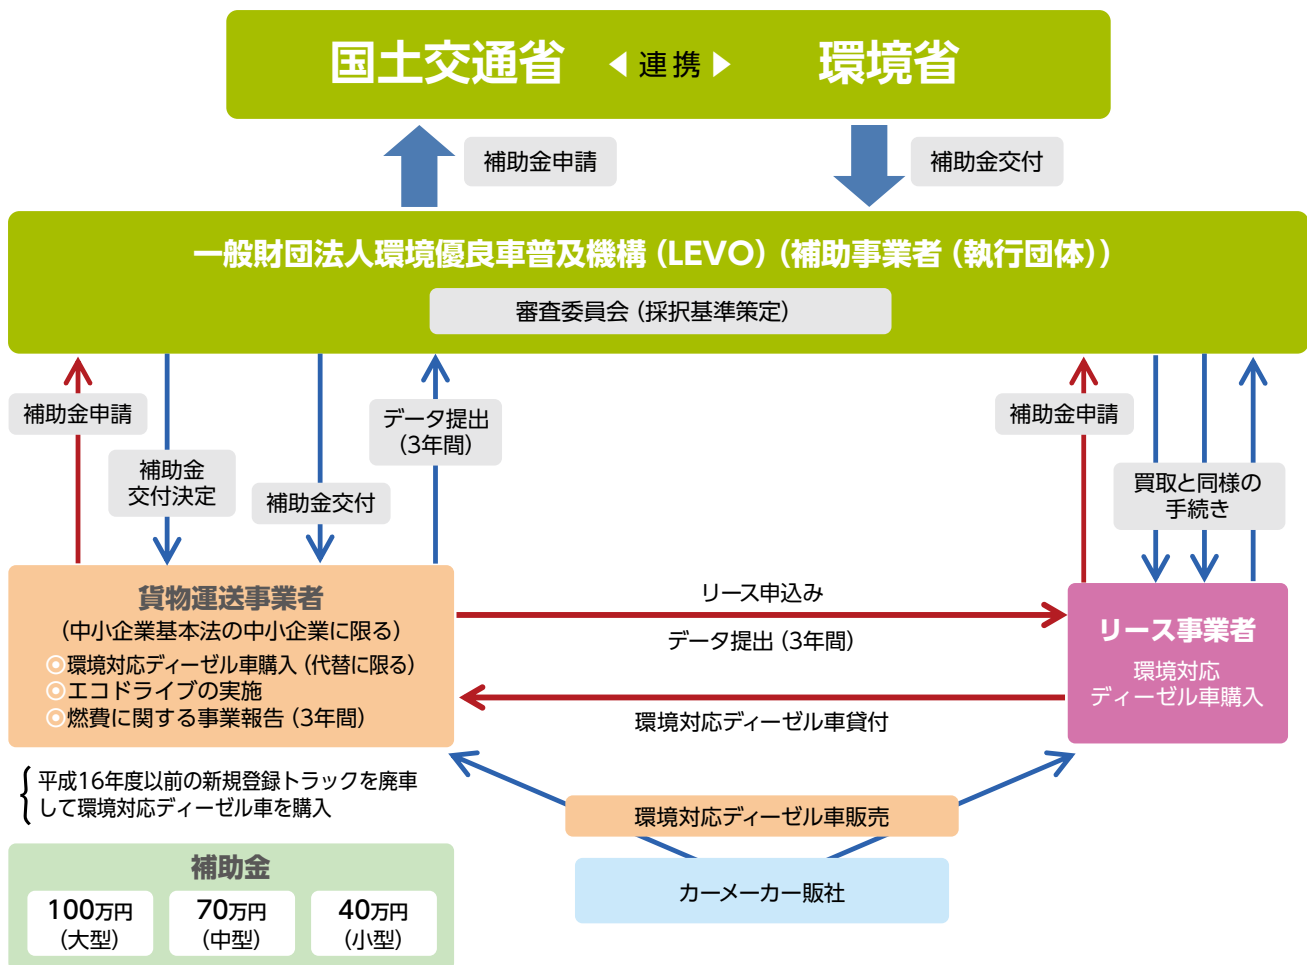 国土交通省 ◀ 連携 ▶ 環境省
補助金申請
補助金交付
一般財団法人環境優良車普及機構（LEVO）（補助事業者（執行団体））
審査委員会（採択基準策定）
補助金申請
補助金
交付決定
補助金交付
データ提出
（3年間）
補助金申請
買取と同様の
手続き
貨物運送事業者
（中小企業基本法の中小企業に限る）
◉環境対応ディーゼル車購入（代替に限る）
◉エコドライブの実施
◉燃費に関する事業報告（3年間）
リース申込み
データ提出（3年間）
環境対応ディーゼル車貸付
リース事業者
環境対応
ディーゼル車購入
平成16年度以前の新規登録トラックを廃車
して環境対応ディーゼル車を購入
環境対応ディーゼル車販売
カーメーカー販社
補助金
100万円
（大型）
70万円
（中型）
40万円
（小型）